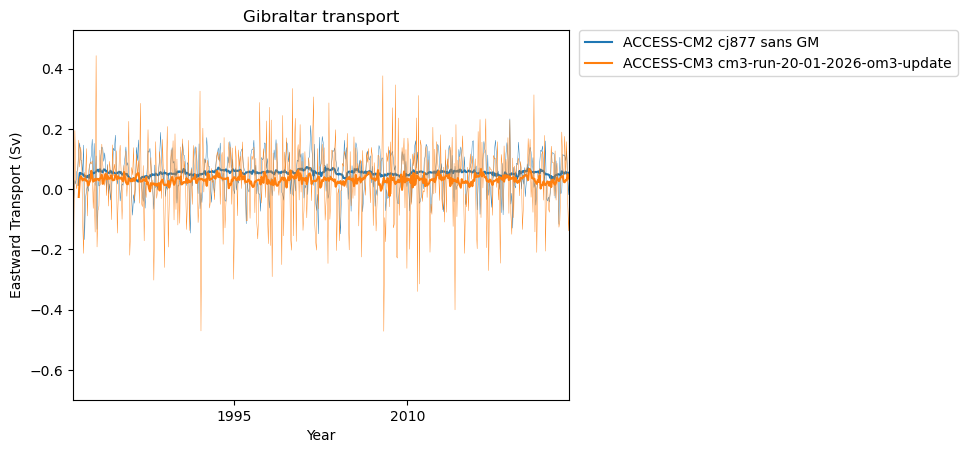 Gibraltar transport
ACCESS-CM2 cj877 sans GM
ACCESS-CM3 cm3-run-20-01-2026-om3-update
Eastward Transport (Sv)
0.4
0.2
0.0
−0.2
−0.4
−0.6
1995
2010
Year